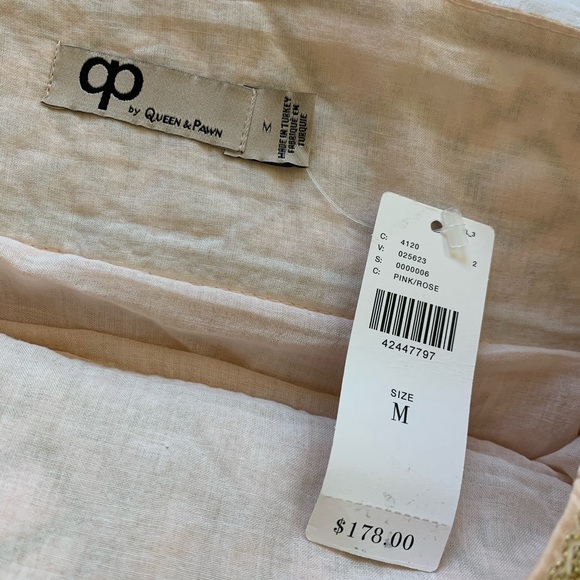 qp
by QUEEN & PAWN
M
MADE IN TURKEY
FABRIQUÉ EN
TURQUIE
C: 4120
V: 025623 2
S: 0000006
C: PINK/ROSE
42447797
SIZE
M
$178.00